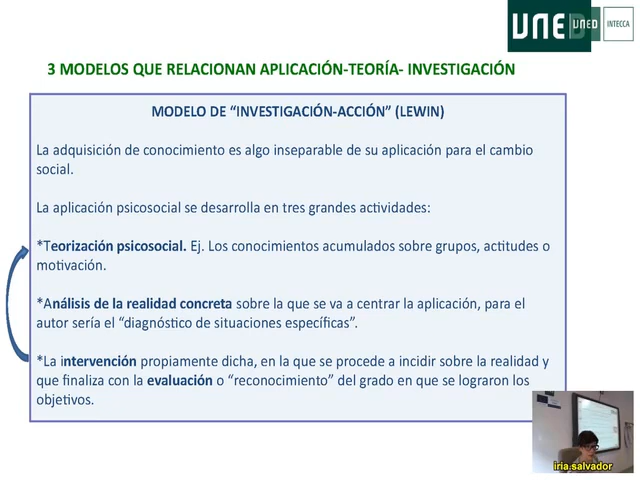 UNED UNED INTECCA
3 MODELOS QUE RELACIONAN APLICACIÓN-TEORÍA- INVESTIGACIÓN
MODELO DE “INVESTIGACIÓN-ACCIÓN” (LEWIN)
La adquisición de conocimiento es algo inseparable de su aplicación para el cambio
social.
La aplicación psicosocial se desarrolla en tres grandes actividades:
*Teorización psicosocial. Ej. Los conocimientos acumulados sobre grupos, actitudes o
motivación.
*Análisis de la realidad concreta sobre la que se va a centrar la aplicación, para el
autor sería el “diagnóstico de situaciones específicas”.
*La intervención propiamente dicha, en la que se procede a incidir sobre la realidad y
que finaliza con la evaluación o “reconocimiento” del grado en que se lograron los
objetivos.
iria.salvador